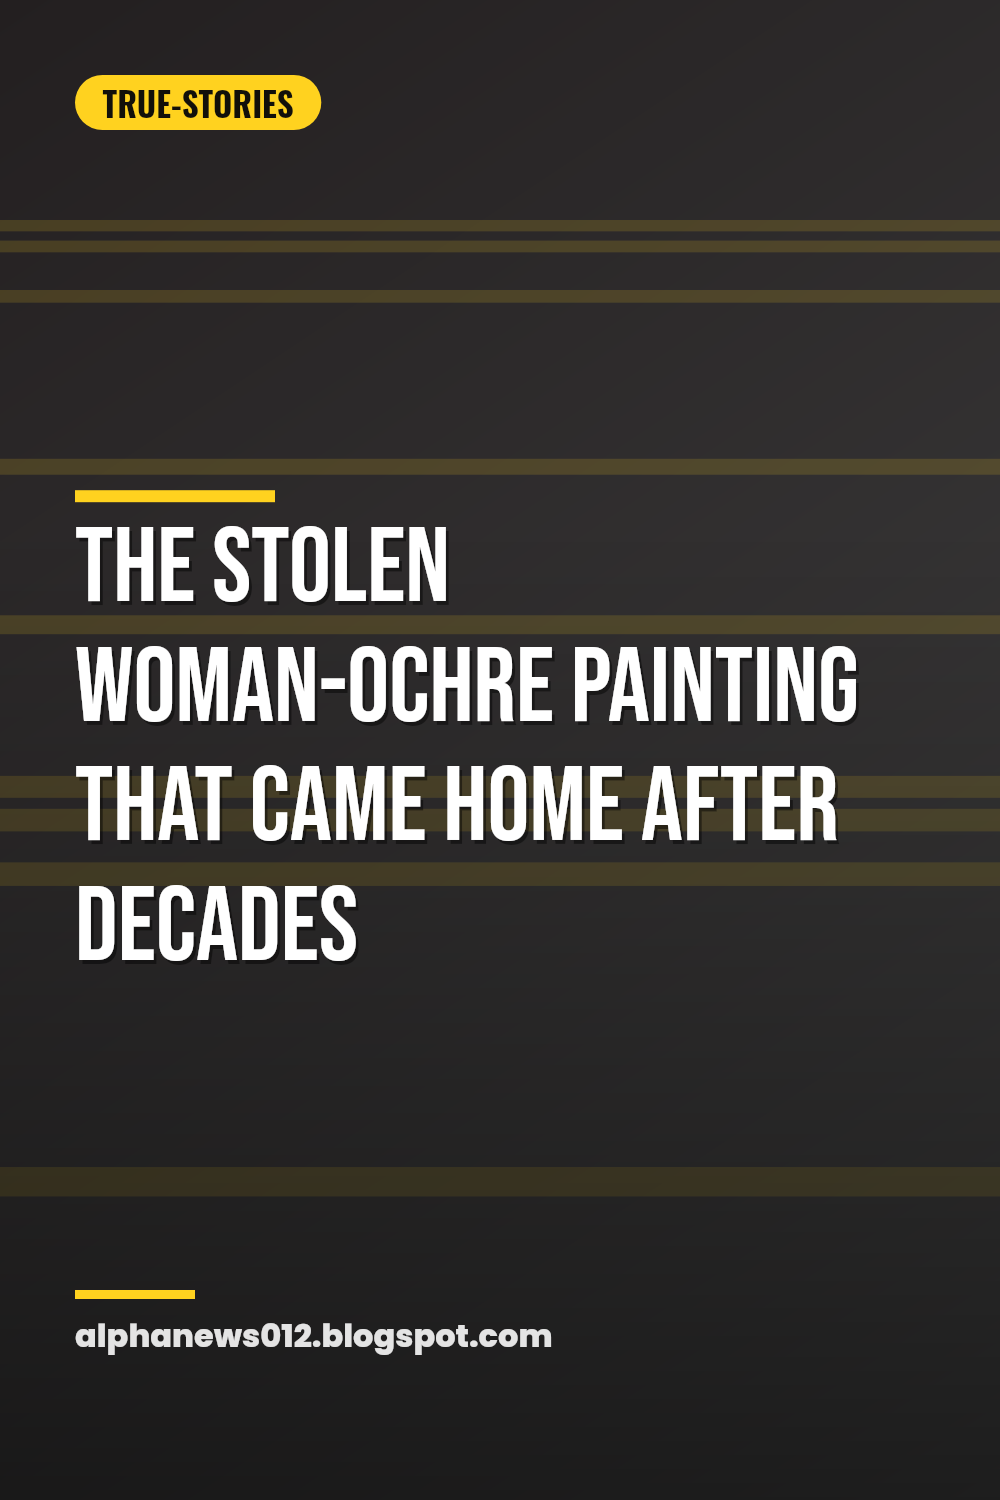 TRUE-STORIES
THE STOLEN
WOMAN-OCHRE PAINTING
THAT CAME HOME AFTER
DECADES
alphanews012.blogspot.com